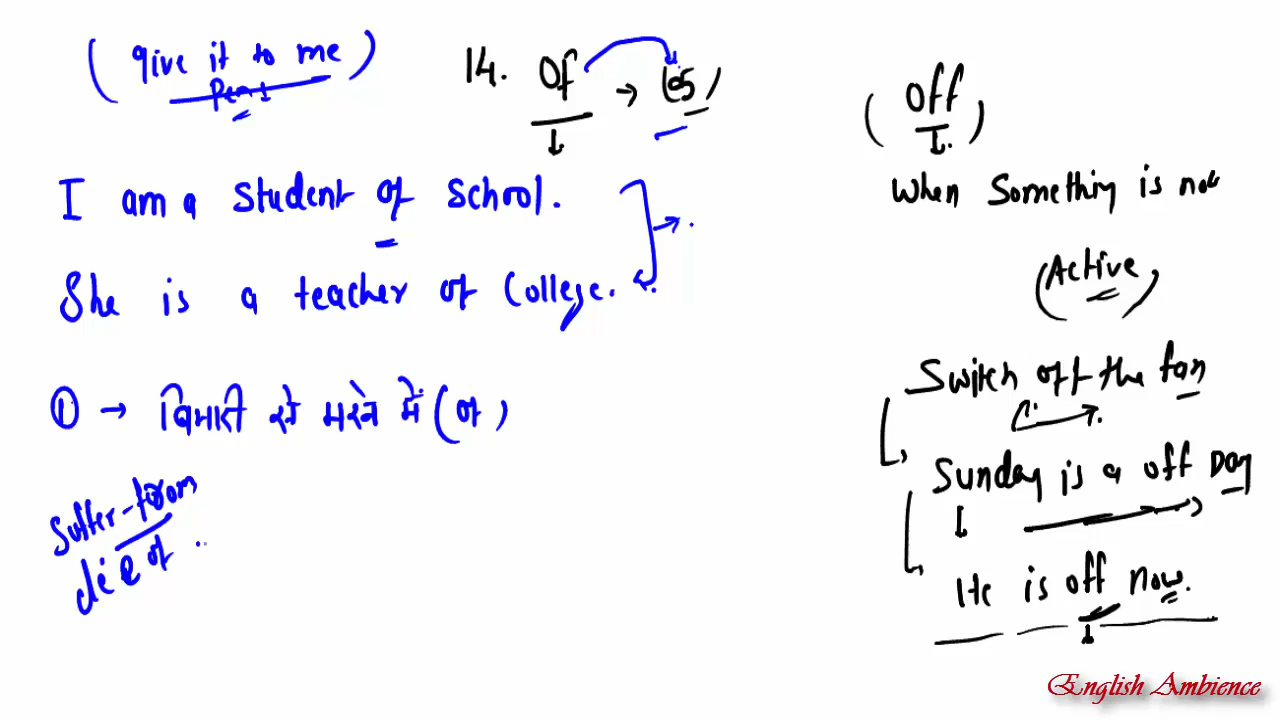 (give it to me)
14. Of →
I am a student of school.
She is a teacher of College.
① → बिमारी से मरने में (of)
Suffer-from
die of
(Off)
When Something is not
(Active)
Switch off the fan
Sunday is a off Day
He is off now.
English Ambience